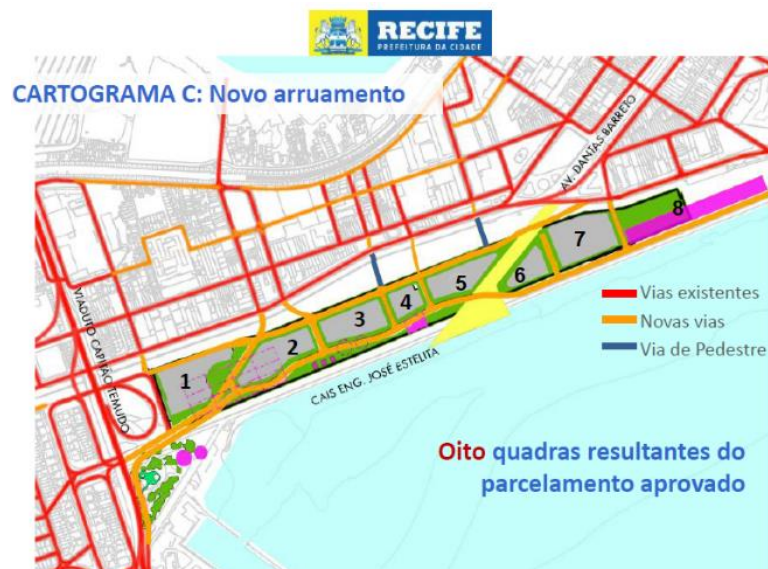 RECIFE
PREFEITURA DA CIDADE
CARTOGRAMA C: Novo arruamento
AV. DANTAS BARRETO
8
7
6
5
4
3
2
1
Vias existentes
Novas vias
Via de Pedestre
VIADUTO CAPITÃO TEMUDO
CAIS ENG. JOSÉ ESTELITA
Oito quadras resultantes do
parcelamento aprovado